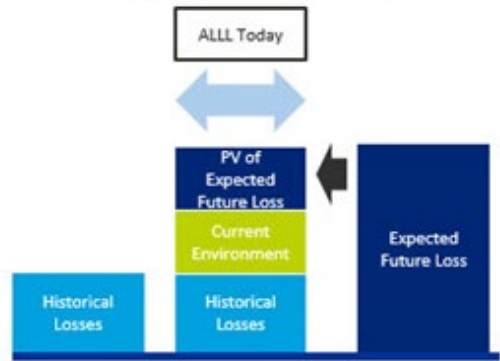 ALLL Today
PV of
Expected
Future Loss
Current
Environment
Historical
Losses
Historical
Losses
Expected
Future Loss